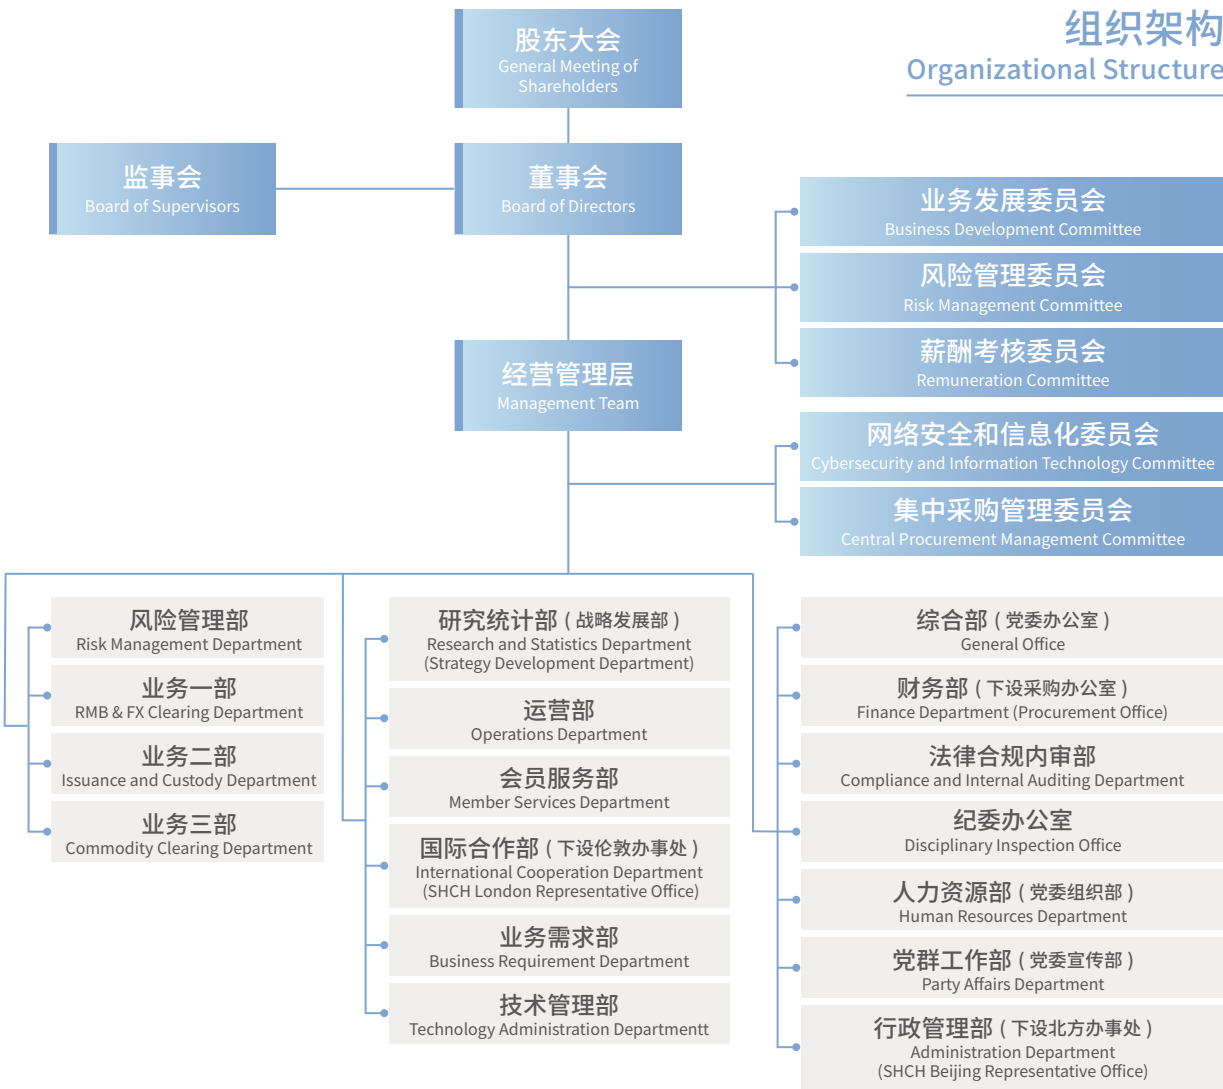 组织架构
Organizational Structure
股东大会
General Meeting of
Shareholders
监事会
Board of Supervisors
董事会
Board of Directors
业务发展委员会
Business Development Committee
风险管理委员会
Risk Management Committee
薪酬考核委员会
Remuneration Committee
经营管理层
Management Team
网络安全和信息化委员会
Cybersecurity and Information Technology Committee
集中采购管理委员会
Central Procurement Management Committee
风险管理部
Risk Management Department
业务一部
RMB & FX Clearing Department
业务二部
Issuance and Custody Department
业务三部
Commodity Clearing Department
研究统计部 ( 战略发展部 )
Research and Statistics Department
(Strategy Development Department)
运营部
Operations Department
会员服务部
Member Services Department
国际合作部 ( 下设伦敦办事处 )
International Cooperation Department
(SHCH London Representative Office)
业务需求部
Business Requirement Department
技术管理部
Technology Administration Departmentt
综合部 ( 党委办公室 )
General Office
财务部 ( 下设采购办公室 )
Finance Department (Procurement Office)
法律合规内审部
Compliance and Internal Auditing Department
纪委办公室
Disciplinary Inspection Office
人力资源部 ( 党委组织部 )
Human Resources Department
党群工作部 ( 党委宣传部 )
Party Affairs Department
行政管理部 ( 下设北方办事处 )
Administration Department
(SHCH Beijing Representative Office)